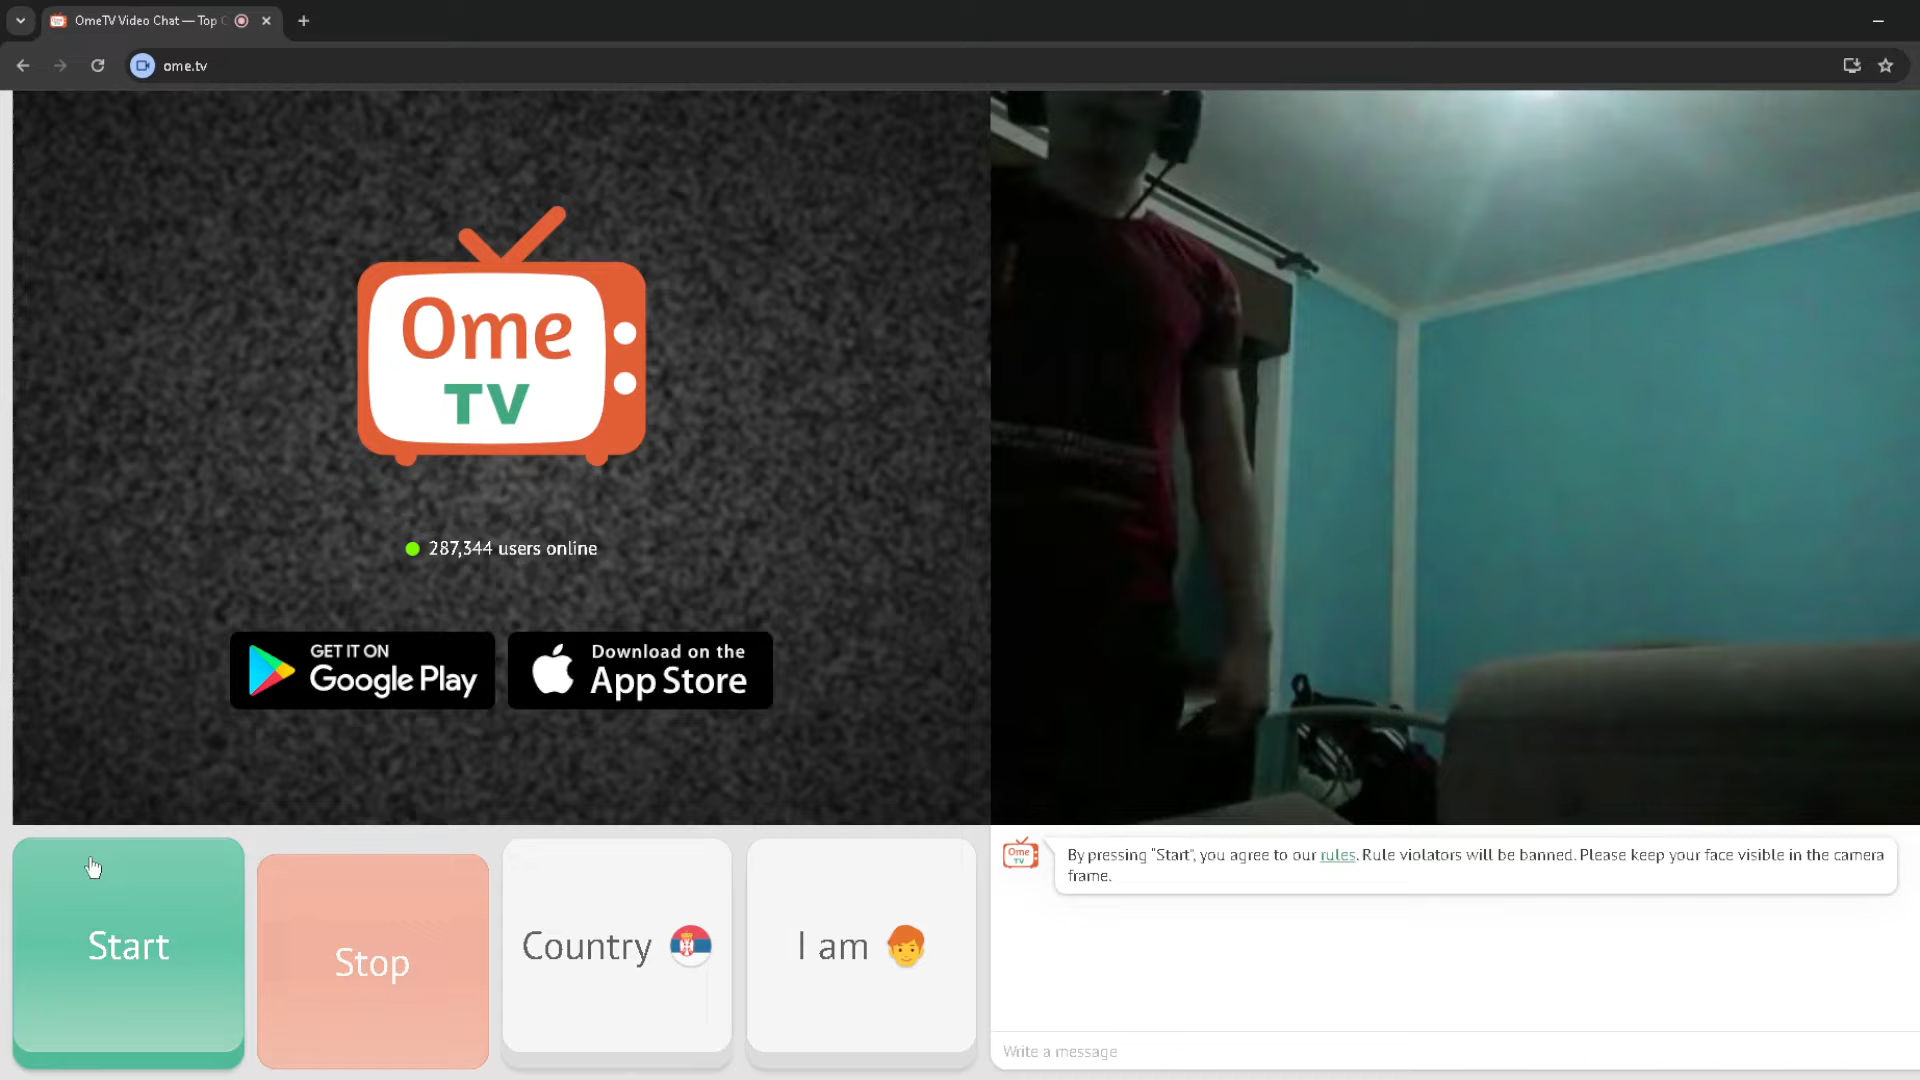 OmeTV Video Chat — Top
ome.tv
Ome
TV
287,344 users online
GET IT ON
Google Play
Download on the
App Store
Start
Stop
Country
I am
Ome
TV
By pressing "Start", you agree to our rules. Rule violators will be banned. Please keep your face visible in the camera
frame.
Write a message